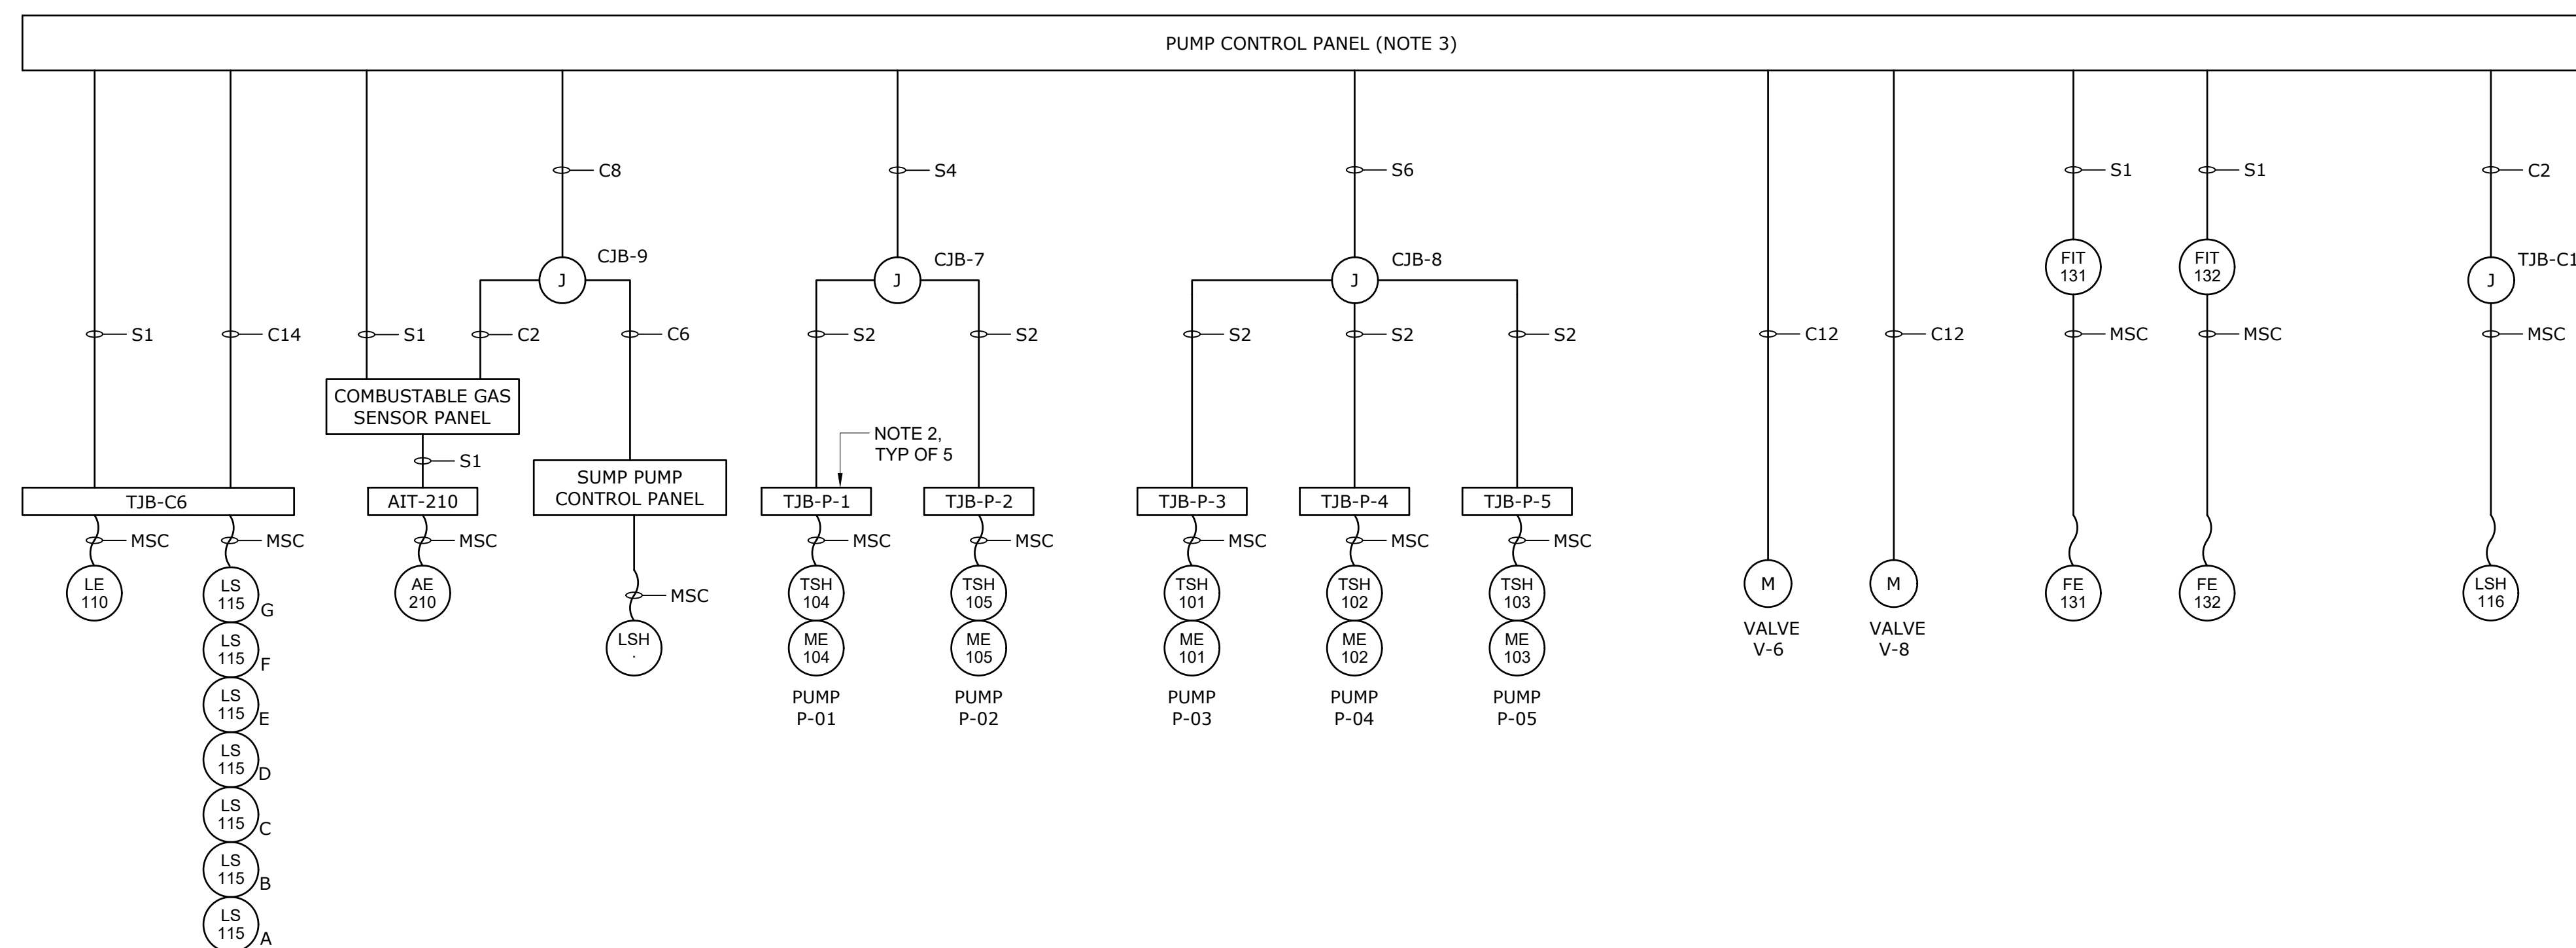 PUMP CONTROL PANEL (NOTE 3)
C8
S4
S6
S1
S1
C2
CJB-9
CJB-7
CJB-8
J
J
J
FIT
131
FIT
132
J
TJB-C1
S1
C14
S1
C2
C6
S2
S2
S2
S2
S2
C12
C12
MSC
MSC
MSC
COMBUSTABLE GAS
SENSOR PANEL
NOTE 2,
TYP OF 5
S1
SUMP PUMP
CONTROL PANEL
TJB-C6
AIT-210
TJB-P-1
TJB-P-2
TJB-P-3
TJB-P-4
TJB-P-5
MSC
MSC
MSC
MSC
MSC
MSC
MSC
MSC
MSC
LE
110
LS
115
G
AE
210
TSH
104
TSH
105
TSH
101
TSH
102
TSH
103
M
M
FE
131
FE
132
LSH
116
VALVE
V-6
VALVE
V-8
LS
115
F
LSH
.
ME
104
ME
105
ME
101
ME
102
ME
103
PUMP
P-01
PUMP
P-02
PUMP
P-03
PUMP
P-04
PUMP
P-05
LS
115
E
LS
115
D
LS
115
C
LS
115
B
LS
115
A